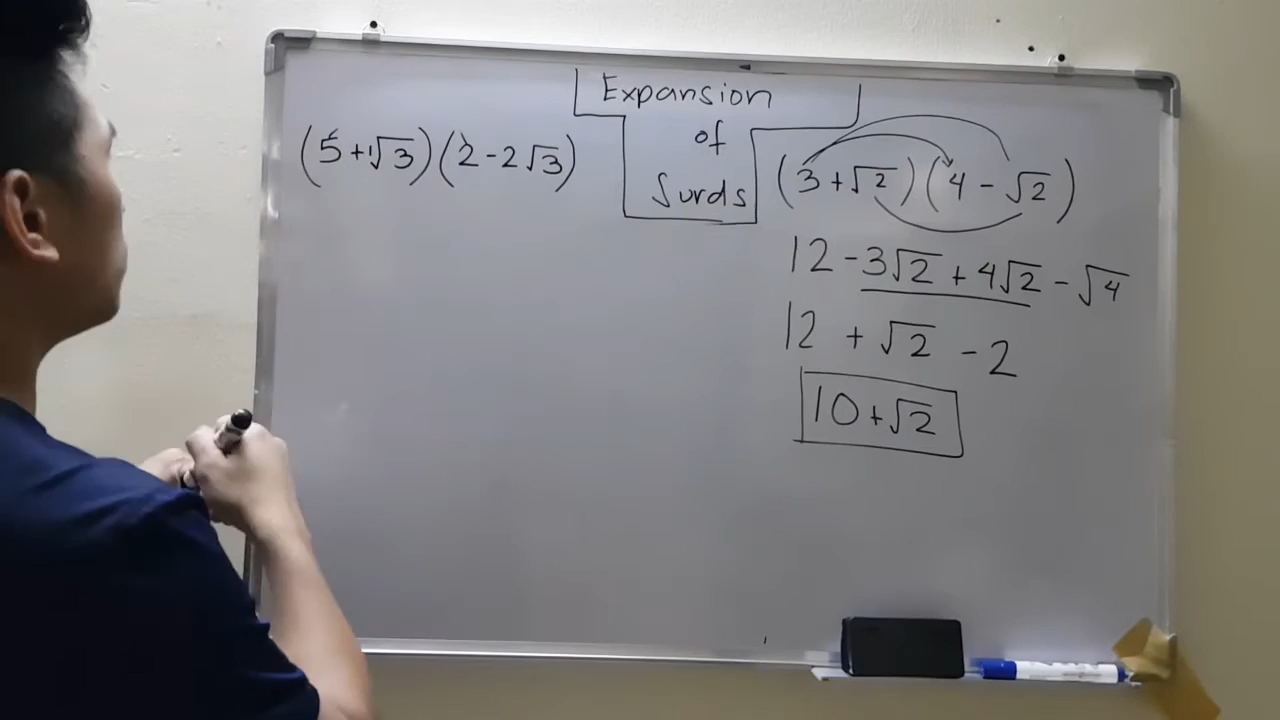 Expansion
of
Surds
(5+1√3)(2-2√3)
(3+√2)(4-√2)
12-3√2+4√2-√4
12+√2-2
10+√2